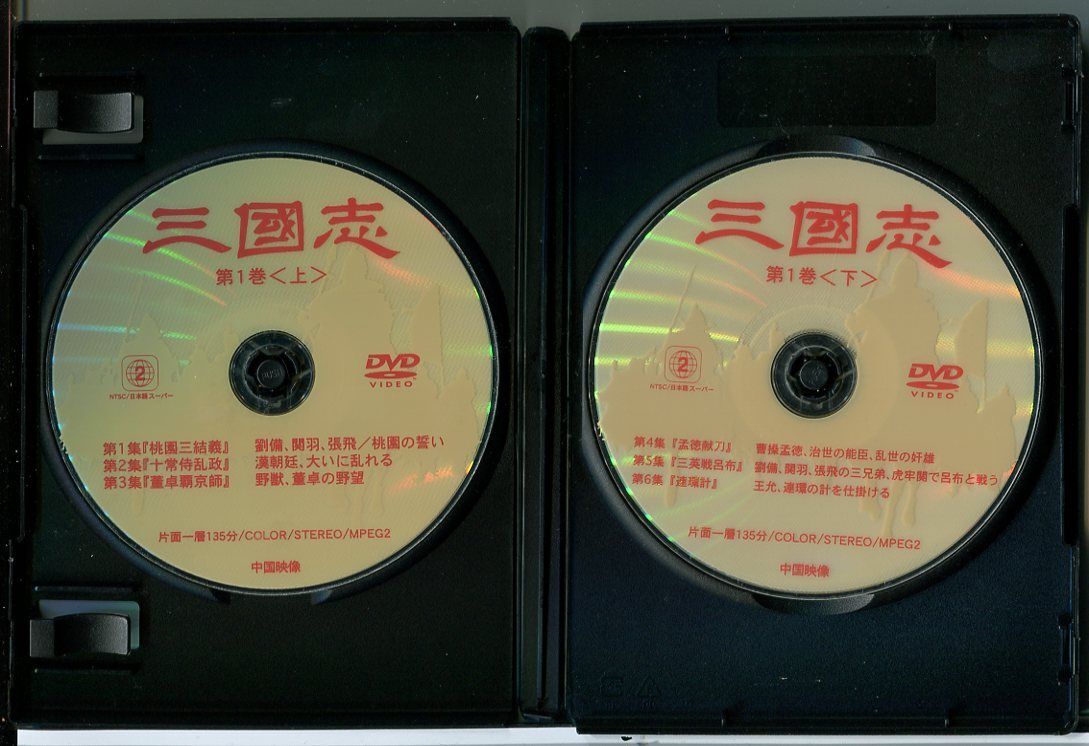 三國志
第1巻<上>
2
NTSC/日本語スーパー
DVD
VIDEO
第1集『桃園三結義』 劉備、関羽、張飛／桃園の誓い
第2集『十常侍乱政』 漢朝廷、大いに乱れる
第3集『董卓覇京師』 野獣、董卓の野望
片面一層135分/COLOR/STEREO/MPEG2
中国映像
三國志
第1巻<下>
2
NTSC/日本語スーパー
DVD
VIDEO
第4集『孟徳献刀』 曹操孟徳、治世の能臣、乱世の奸雄
第5集『三英戦呂布』 劉備、関羽、張飛の三兄弟、虎牢関で呂布と戦う
第6集『連環計』 王允、連環の計を仕掛ける
片面一層135分/COLOR/STEREO/MPEG2
中国映像